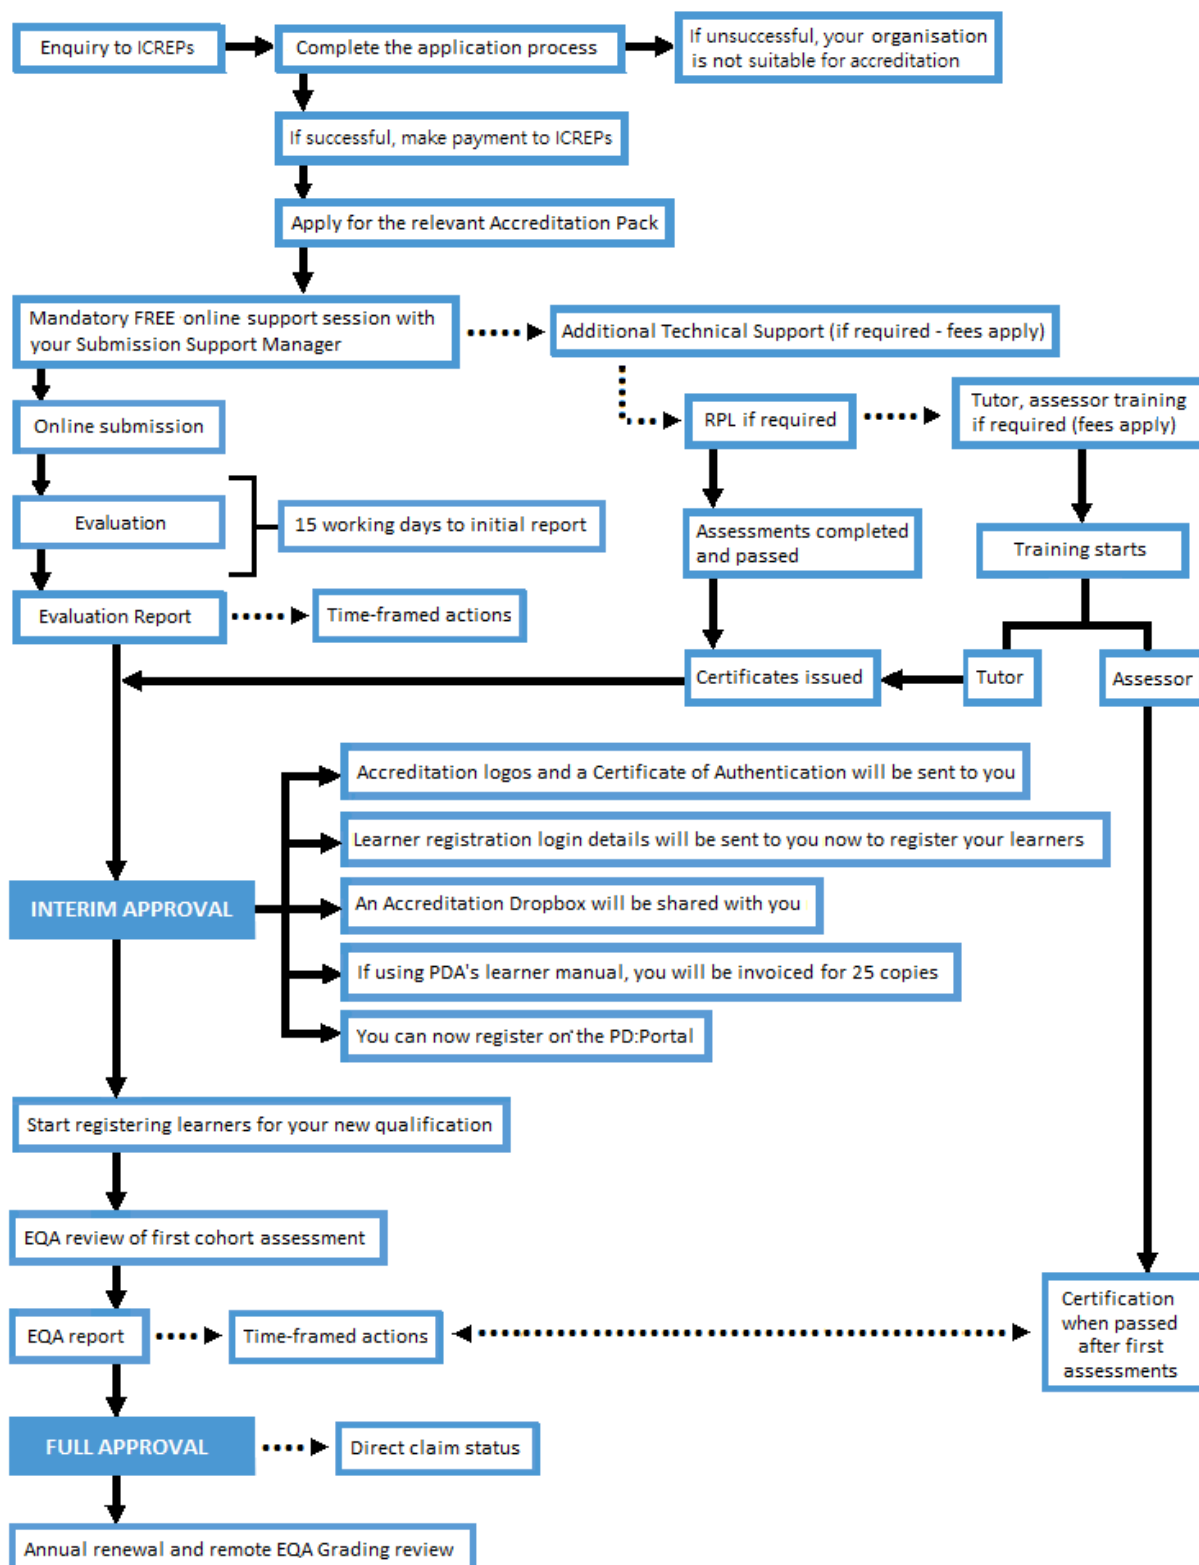 Enquiry to ICREPs
Complete the application process
If unsuccessful, your organisation
is not suitable for accreditation
If successful, make payment to ICREPs
Apply for the relevant Accreditation Pack
Mandatory FREE online support session with
your Submission Support Manager
Additional Technical Support (if required - fees apply)
Online submission
RPL if required
Tutor, assessor training
if required (fees apply)
Evaluation
15 working days to initial report
Assessments completed
and passed
Training starts
Evaluation Report
Time-framed actions
Certificates issued
Tutor
Assessor
Accreditation logos and a Certificate of Authentication will be sent to you
Learner registration login details will be sent to you now to register your learners
INTERIM APPROVAL
An Accreditation Dropbox will be shared with you
If using PDA's learner manual, you will be invoiced for 25 copies
You can now register on the PD:Portal
Start registering learners for your new qualification
EQA review of first cohort assessment
EQA report
Time-framed actions
Certification
when passed
after first
assessments
FULL APPROVAL
Direct claim status
Annual renewal and remote EQA Grading review